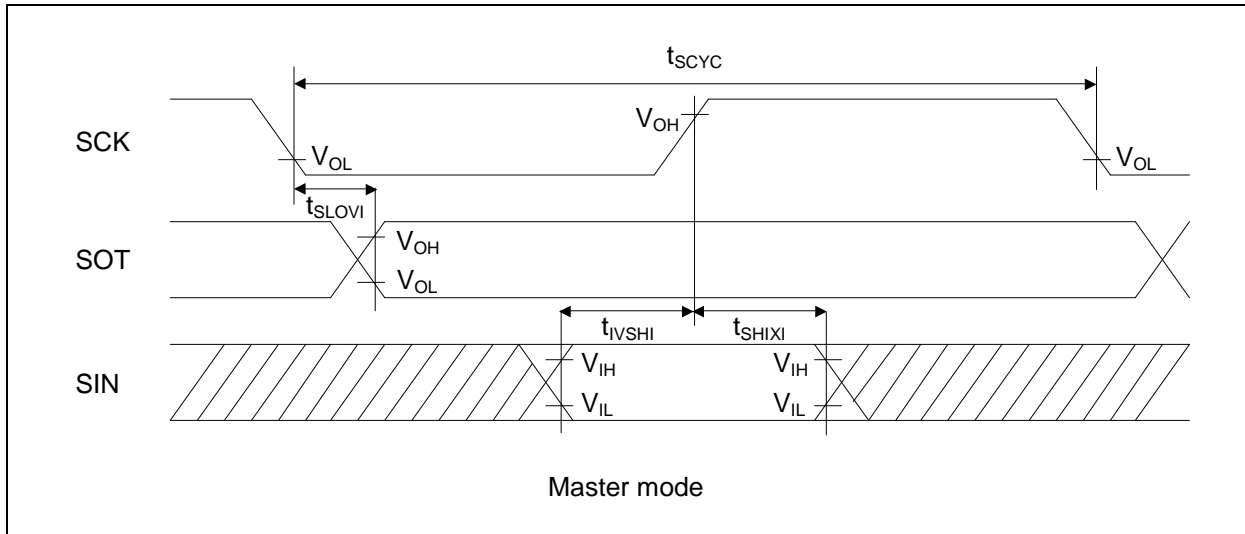 tSCYC
SCK
VOH
VOL
VOL
tSLOVI
SOT
VOH
VOL
tIVSHI
tSHIXI
SIN
VIH
VIH
VIL
VIL
Master mode